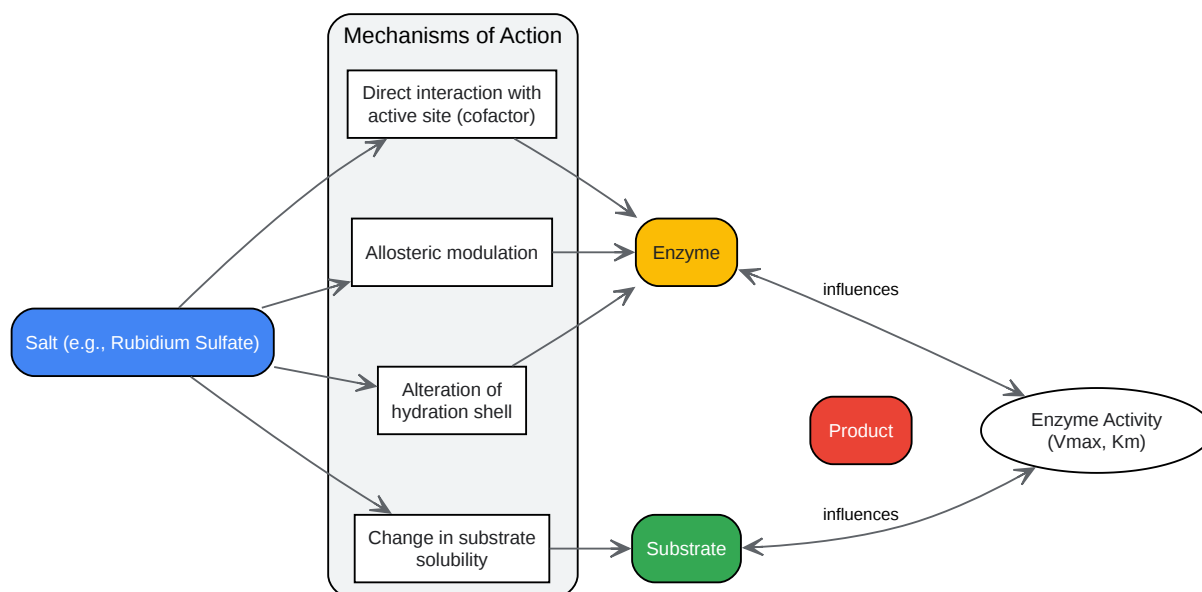 Mechanisms of Action
Direct interaction with
active site (cofactor)
Allosteric modulation
Enzyme
influences
Salt (e.g., Rubidium Sulfate)
Alteration of
hydration shell
Product
Enzyme Activity
(Vmax, Km)
Change in substrate
solubility
Substrate
influences